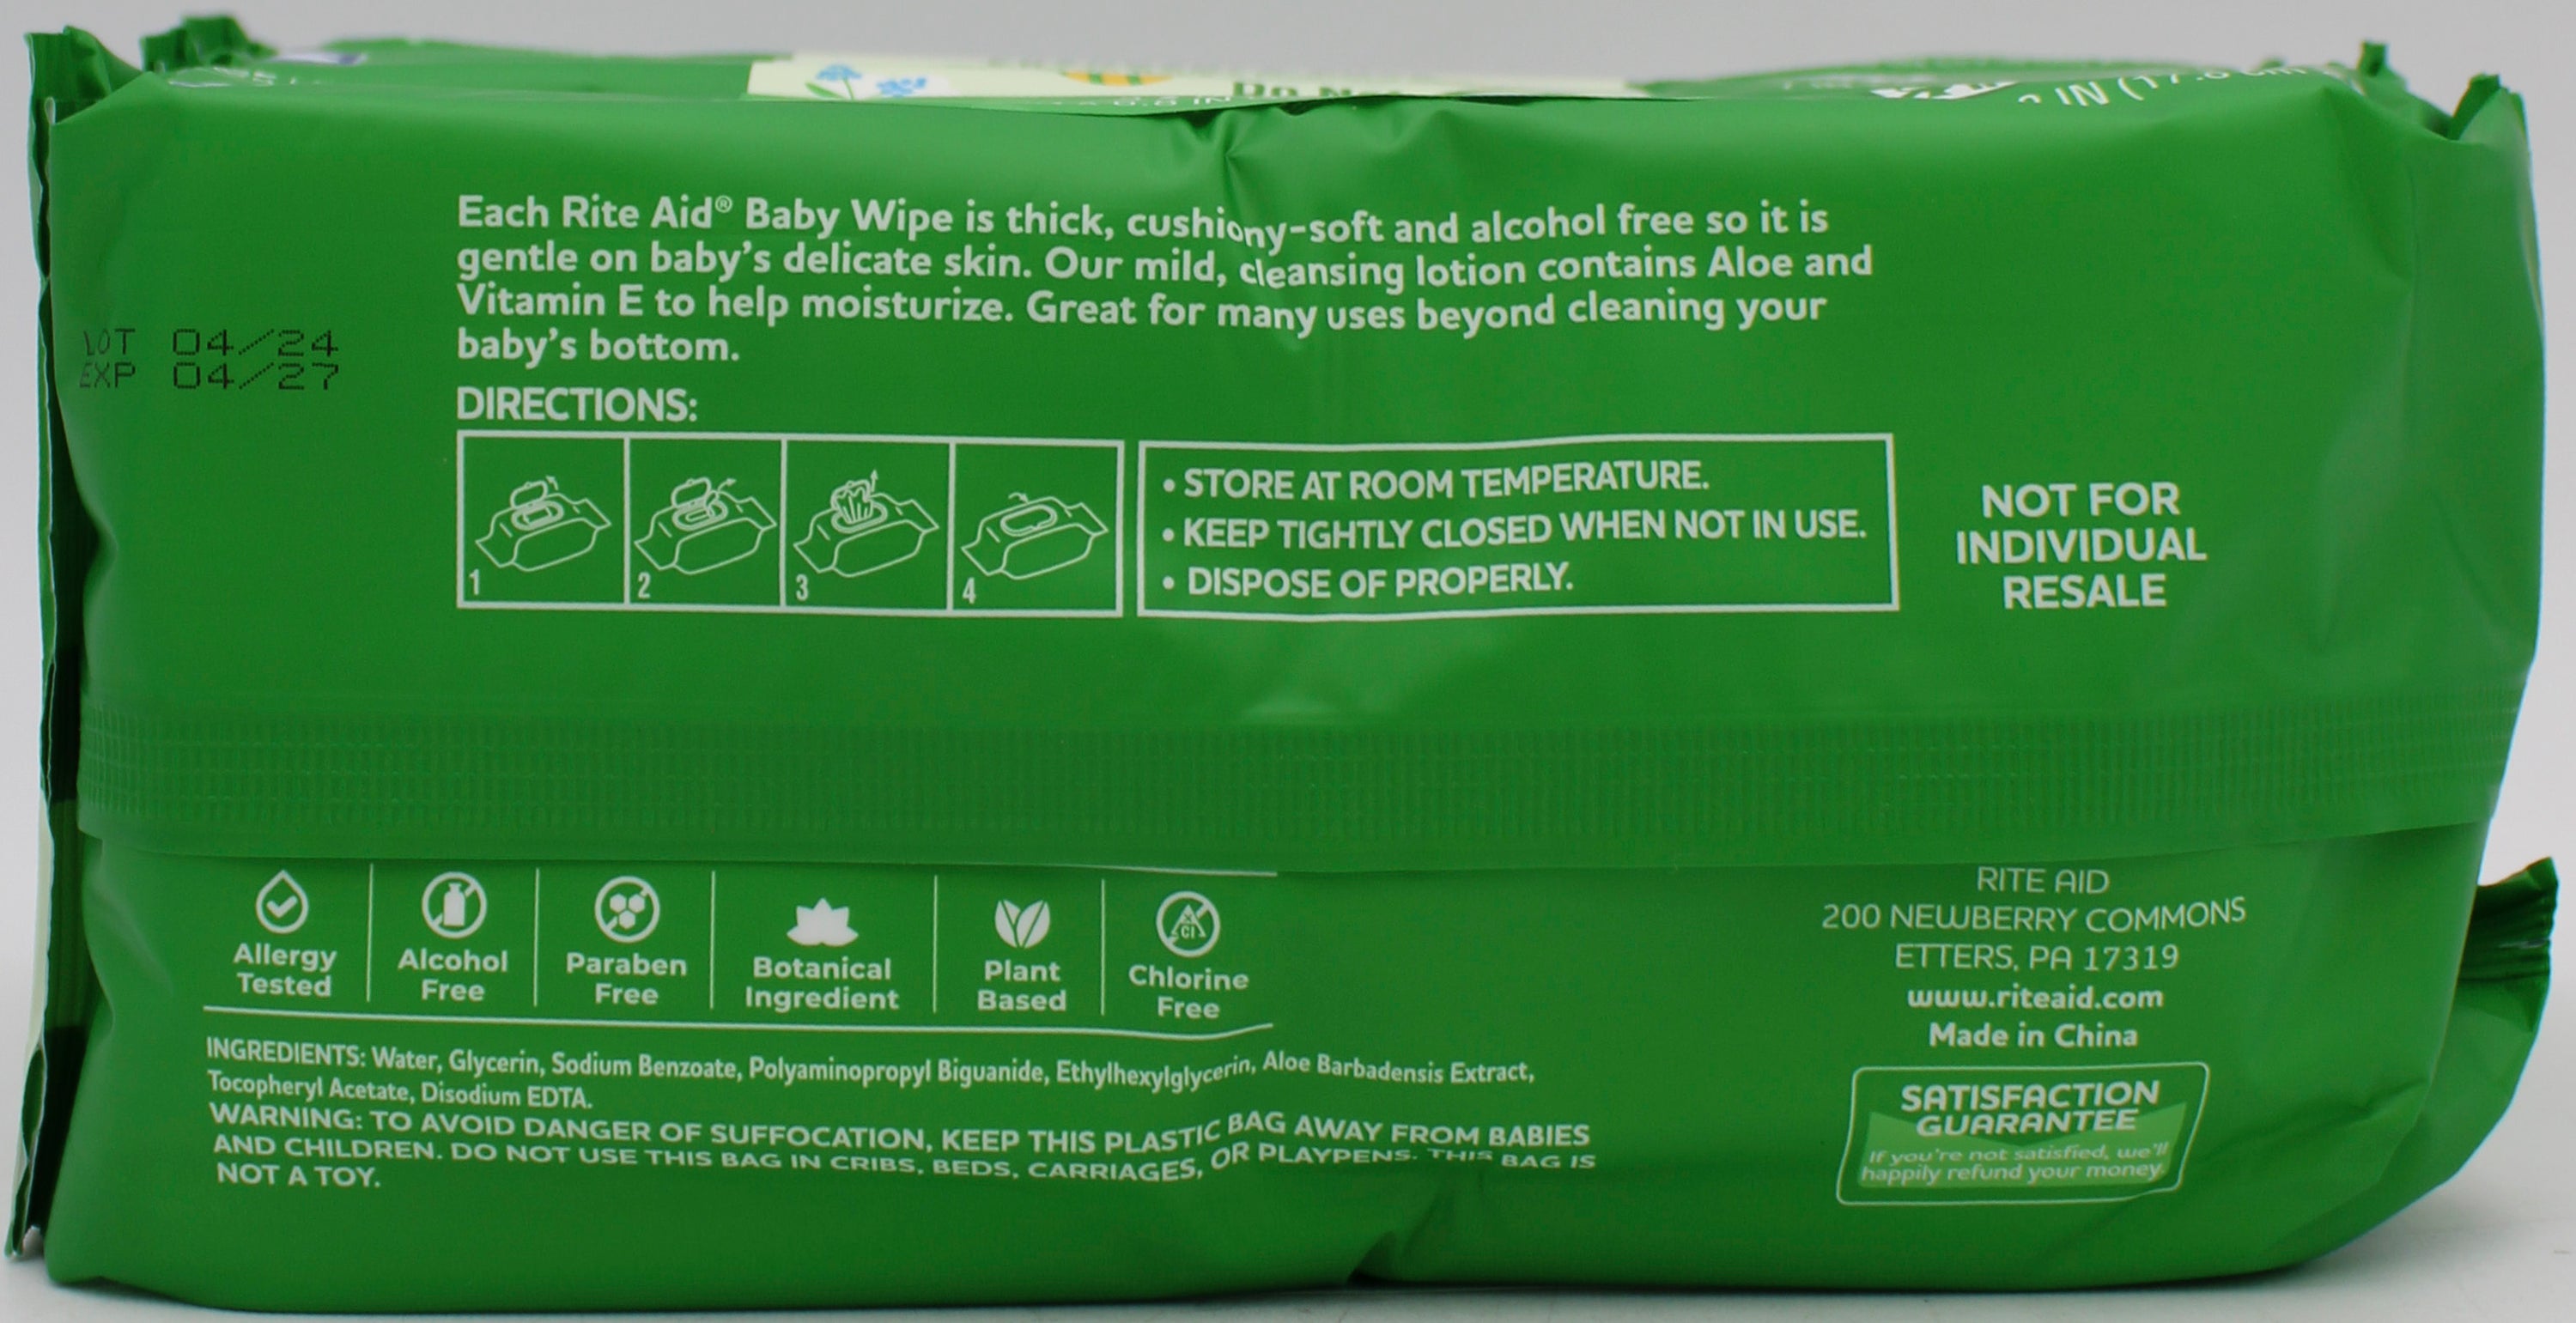 Do Not
IN (17.8 cm
Each Rite Aid® Baby Wipe is thick, cushiony-soft and alcohol free so it is
gentle on baby's delicate skin. Our mild, cleansing lotion contains Aloe and
Vitamin E to help moisturize. Great for many uses beyond cleaning your
baby's bottom.
LOT 04/24
EXP 04/27
DIRECTIONS:
1
2
3
4
• STORE AT ROOM TEMPERATURE.
• KEEP TIGHTLY CLOSED WHEN NOT IN USE.
• DISPOSE OF PROPERLY.
NOT FOR
INDIVIDUAL
RESALE
Allergy
Tested
Alcohol
Free
Paraben
Free
Botanical
Ingredient
Plant
Based
Cl
Chlorine
Free
INGREDIENTS: Water, Glycerin, Sodium Benzoate, Polyaminopropyl Biguanide, Ethylhexylglycerin, Aloe Barbadensis Extract,
Tocopheryl Acetate, Disodium EDTA.
WARNING: TO AVOID DANGER OF SUFFOCATION, KEEP THIS PLASTIC BAG AWAY FROM BABIES
AND CHILDREN. DO NOT USE THIS BAG IN CRIBS, BEDS, CARRIAGES, OR PLAYPENS. THIS BAG IS
NOT A TOY.
RITE AID
200 NEWBERRY COMMONS
ETTERS, PA 17319
www.riteaid.com
Made in China
SATISFACTION
GUARANTEE
If you're not satisfied, we'll
happily refund your money.